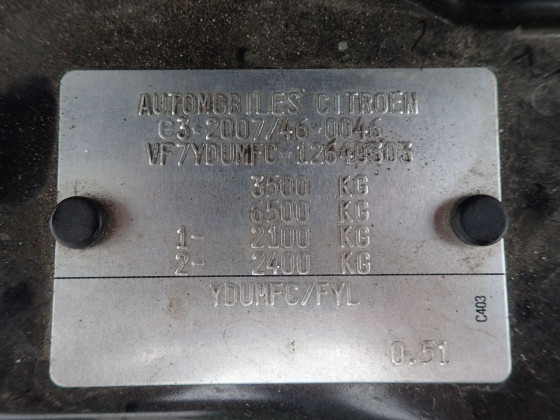 AUTOMOBILES CITROEN
e3*2007/46*0046
VF7YDUMFC*12640303
3500 KG
6500 KG
1- 2100 KG
2- 2400 KG
YDUMFC/FYL
C403
0.51